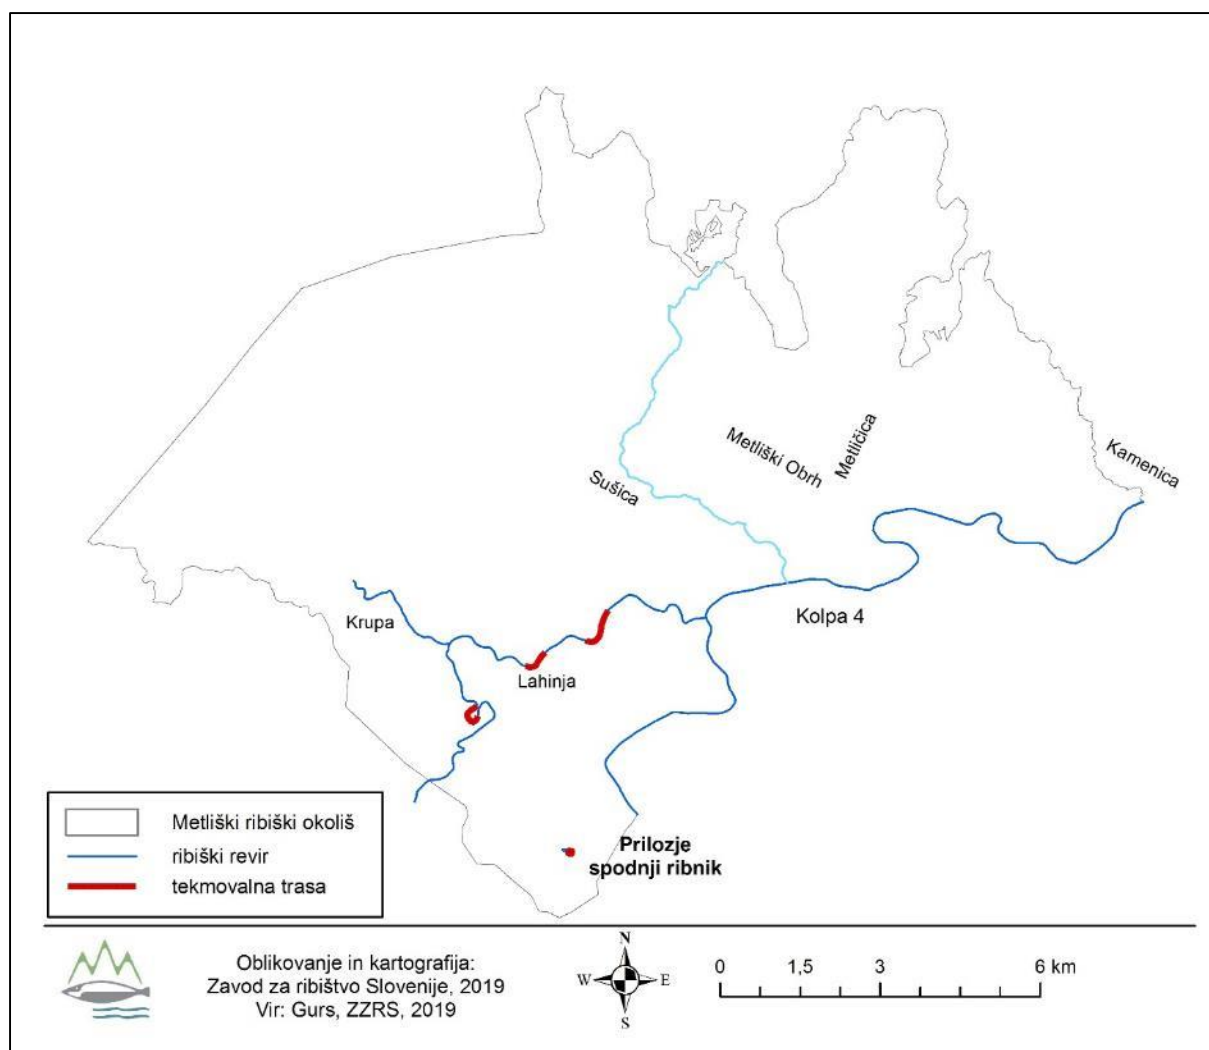 Metliški Obrh
Metličica
Kamenica
Sušica
Kolpa 4
Krupa
Lahinja
Prilozje
spodnji ribnik
Metliški ribiški okoliš
ribiški revir
tekmovalna trasa
Oblikovanje in kartografija:
Zavod za ribištvo Slovenije, 2019
Vir: Gurs, ZZRS, 2019
N
W E
S
0 1,5 3 6 km